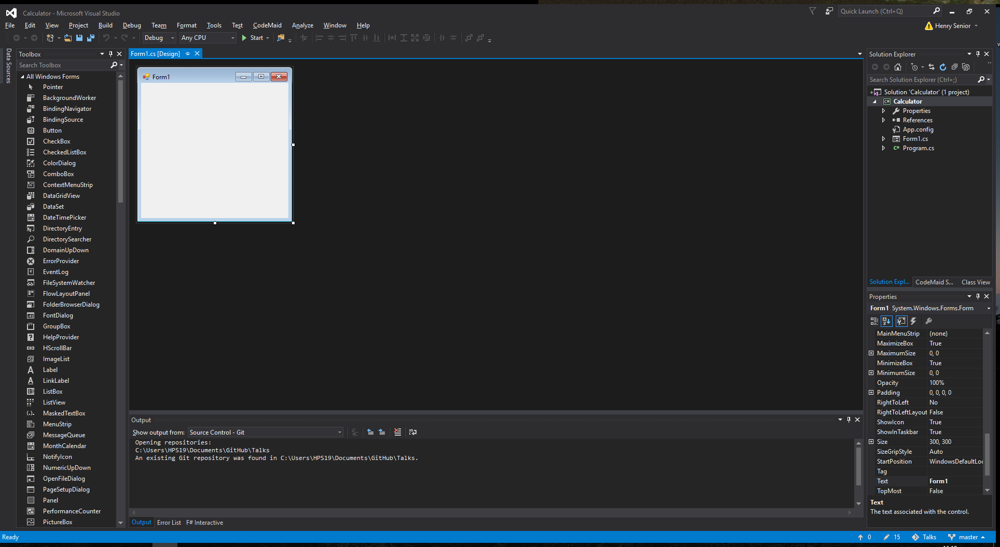 Calculator - Microsoft Visual Studio
Quick Launch (Ctrl+Q)
File Edit View Project Build Debug Team Format Tools Test CodeMaid Analyze Window Help
Henry Senior
Debug Any CPU Start
Data Sources
Toolbox
Search Toolbox
All Windows Forms
Pointer
BackgroundWorker
BindingNavigator
BindingSource
Button
CheckBox
CheckedListBox
ColorDialog
ComboBox
ContextMenuStrip
DataGridView
DataSet
DateTimePicker
DirectoryEntry
DirectorySearcher
DomainUpDown
ErrorProvider
EventLog
FileSystemWatcher
FlowLayoutPanel
FolderBrowserDialog
FontDialog
GroupBox
HelpProvider
HScrollBar
ImageList
Label
LinkLabel
ListBox
ListView
MaskedTextBox
MenuStrip
MessageQueue
MonthCalendar
NotifyIcon
NumericUpDown
OpenFileDialog
PageSetupDialog
Panel
PerformanceCounter
PictureBox
Form1.cs [Design]
Form1
Output
Show output from: Source Control - Git
Opening repositories:
C:\Users\HPS19\Documents\GitHub\Talks
An existing Git repository was found in C:\Users\HPS19\Documents\GitHub\Talks.
Output Error List F# Interactive
Solution Explorer
Search Solution Explorer (Ctrl+;)
Solution 'Calculator' (1 project)
C# Calculator
Properties
References
App.config
Form1.cs
C# Program.cs
Solution Expl... CodeMaid S... Class View
Properties
Form1 System.Windows.Forms.Form
MainMenuStrip (none)
MaximizeBox True
MaximumSize 0, 0
MinimizeBox True
MinimumSize 0, 0
Opacity 100%
Padding 0, 0, 0, 0
RightToLeft No
RightToLeftLayout False
ShowIcon True
ShowInTaskbar True
Size 300, 300
SizeGripStyle Auto
StartPosition WindowsDefaultLoc
Tag
Text Form1
TopMost False
Text
The text associated with the control.
Ready
0 15 Talks master